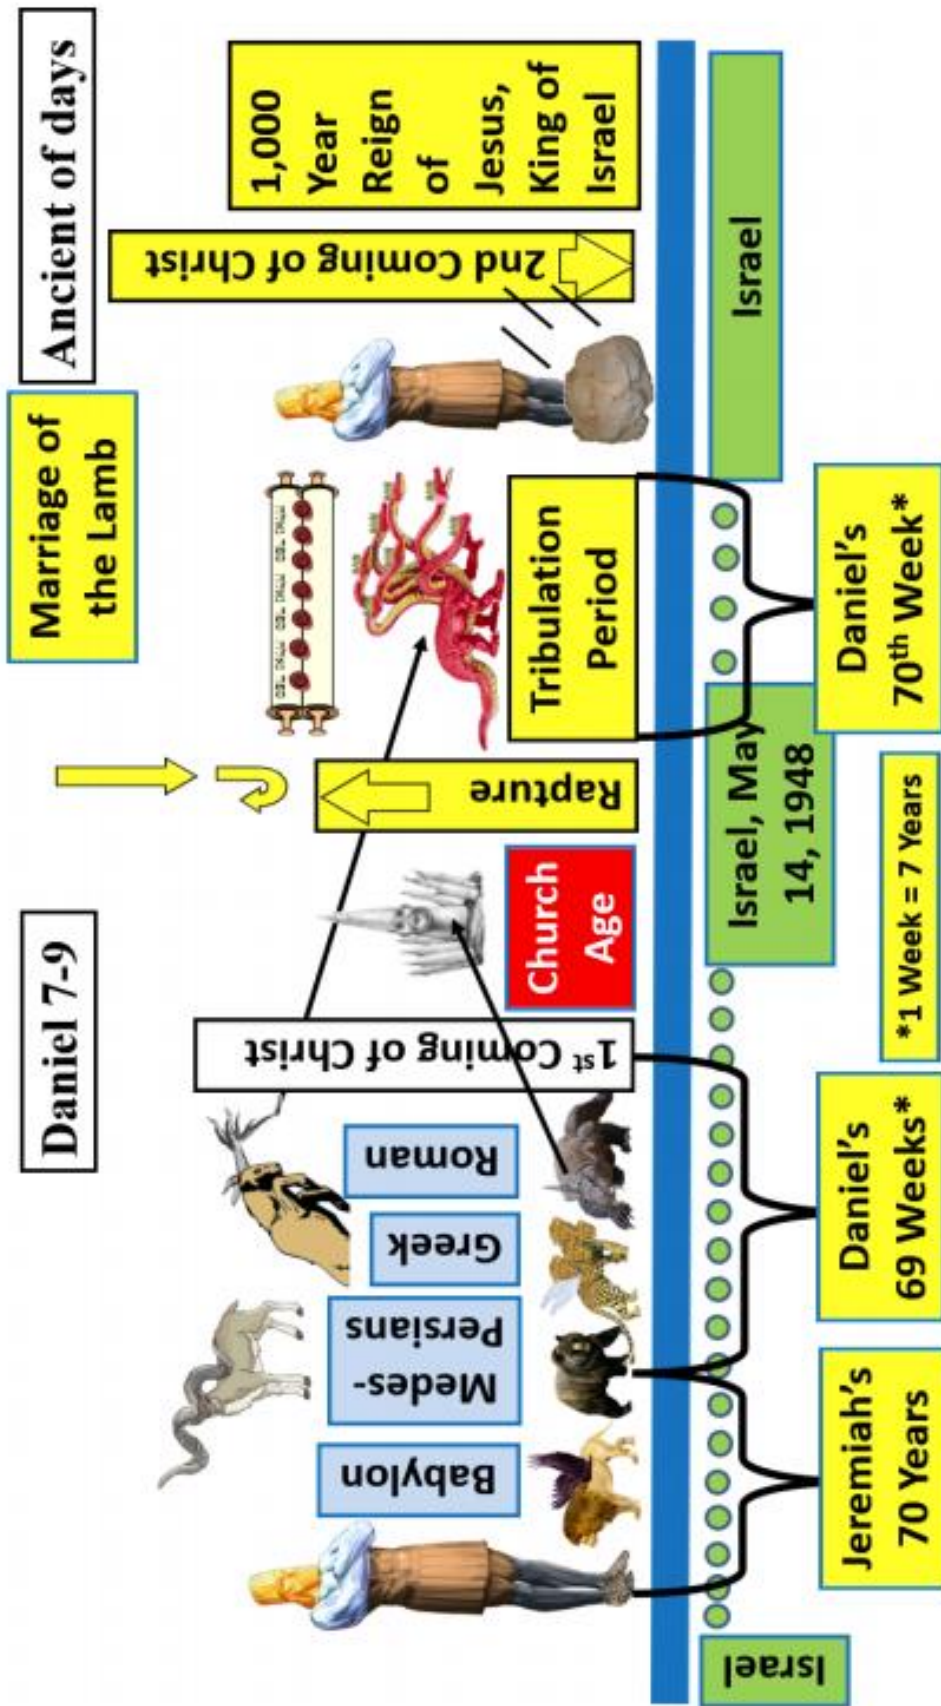 Daniel 7-9
Ancient of days
Marriage of
the Lamb
Babylon
Medes-
Persians
Greek
Roman
1st Coming of Christ
Church
Age
Rapture
Tribulation
Period
2nd Coming of Christ
1,000
Year
Reign
of
Jesus,
King of
Israel
Israel
Israel, May
14, 1948
Israel
Jeremiah's
70 Years
Daniel's
69 Weeks*
*1 Week = 7 Years
Daniel's
70th Week*